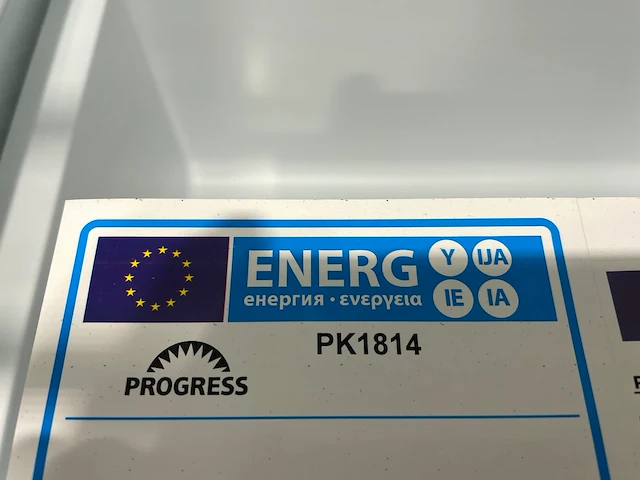 ENERG Y IJA
енергия · ενεργεια IE IA
PK1814
PROGRESS